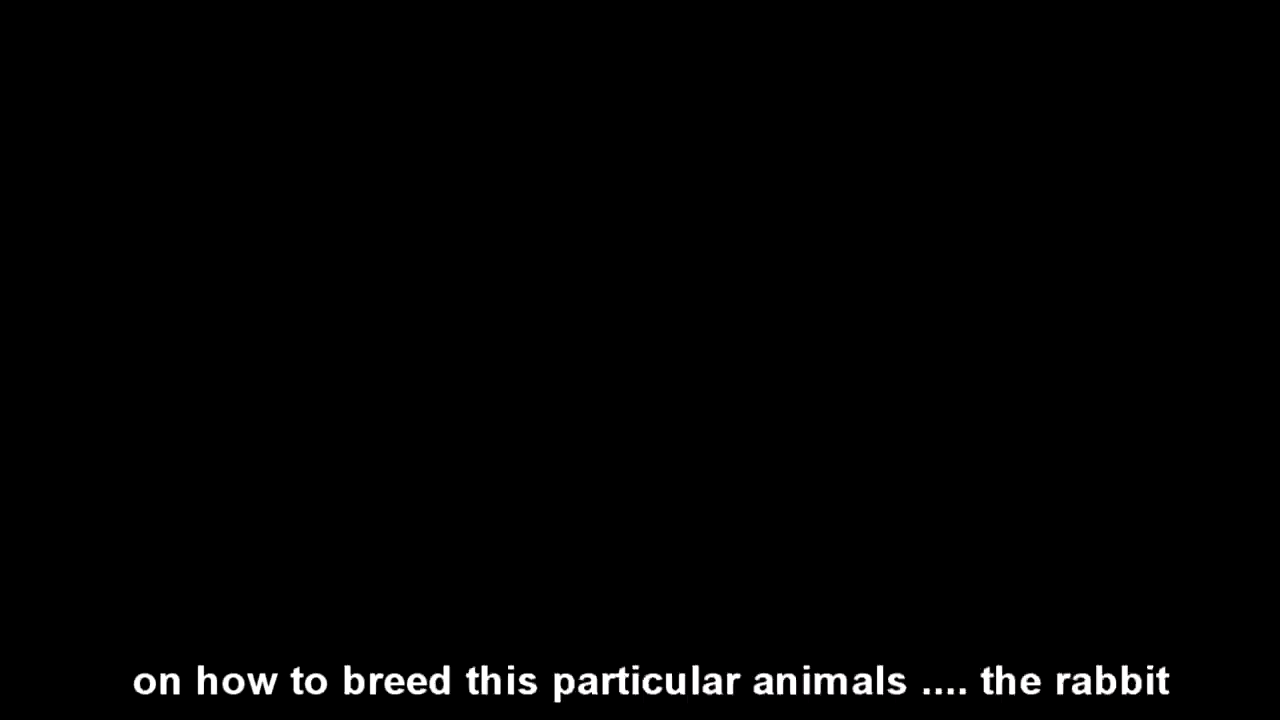 on how to breed this particular animals .... the rabbit